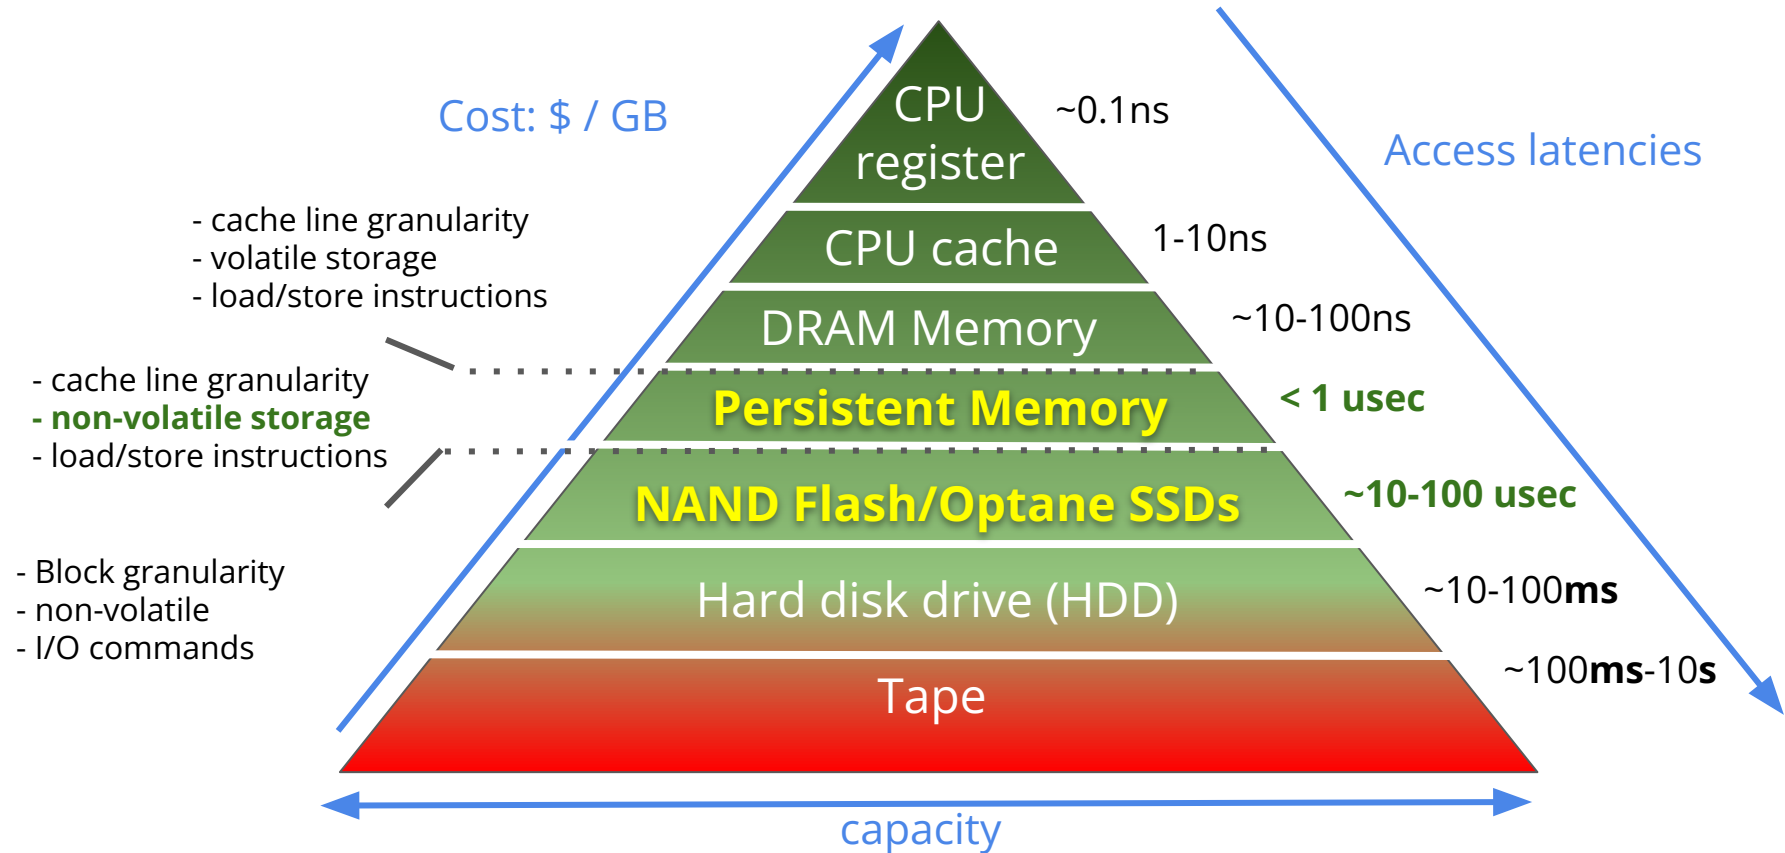 Cost: $ / GB
CPU
register
~0.1ns
Access latencies
- cache line granularity
- volatile storage
- load/store instructions
CPU cache
1-10ns
DRAM Memory
~10-100ns
- cache line granularity
- non-volatile storage
- load/store instructions
Persistent Memory
< 1 usec
NAND Flash/Optane SSDs
~10-100 usec
- Block granularity
- non-volatile
- I/O commands
Hard disk drive (HDD)
~10-100ms
Tape
~100ms-10s
capacity